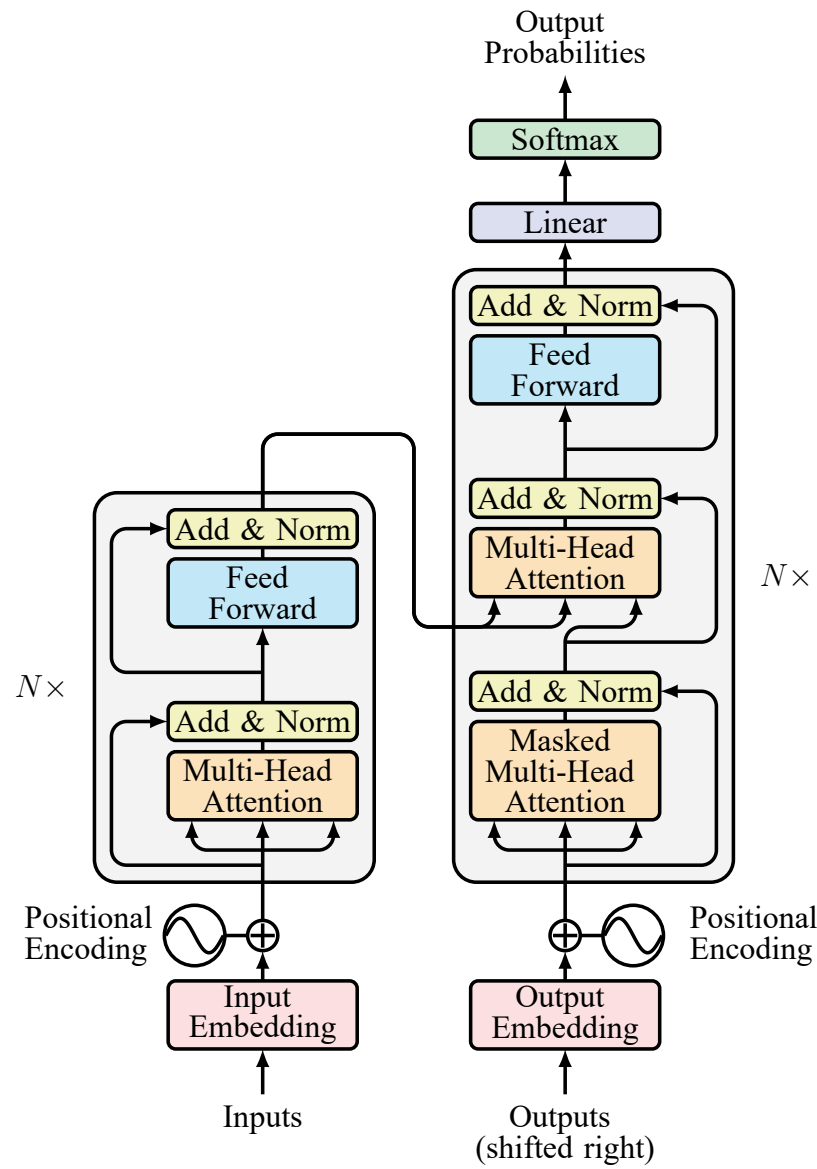 Output
Probabilities
Softmax
Linear
Add & Norm
Feed
Forward
Add & Norm
Multi-Head
Attention
N×
Add & Norm
Masked
Multi-Head
Attention
Add & Norm
Feed
Forward
N×
Add & Norm
Multi-Head
Attention
Positional
Encoding
Positional
Encoding
Input
Embedding
Output
Embedding
Inputs
Outputs
(shifted right)